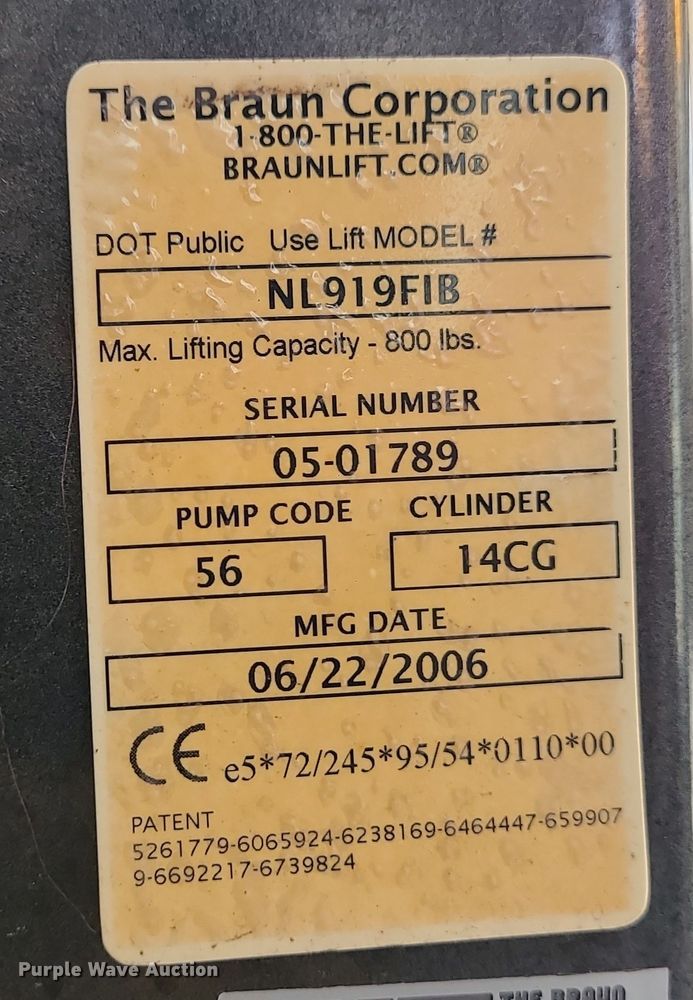 The Braun Corporation
1-800-THE-LIFT®
BRAUNLIFT.COM®
DOT Public Use Lift MODEL #
NL919FIB
Max. Lifting Capacity - 800 lbs.
SERIAL NUMBER
05-01789
PUMP CODE CYLINDER
56 14CG
MFG DATE
06/22/2006
CE e5*72/245*95/54*0110*00
PATENT
5261779-6065924-6238169-6464447-659907
9-6692217-6739824
Purple Wave Auction
THE BRAUN